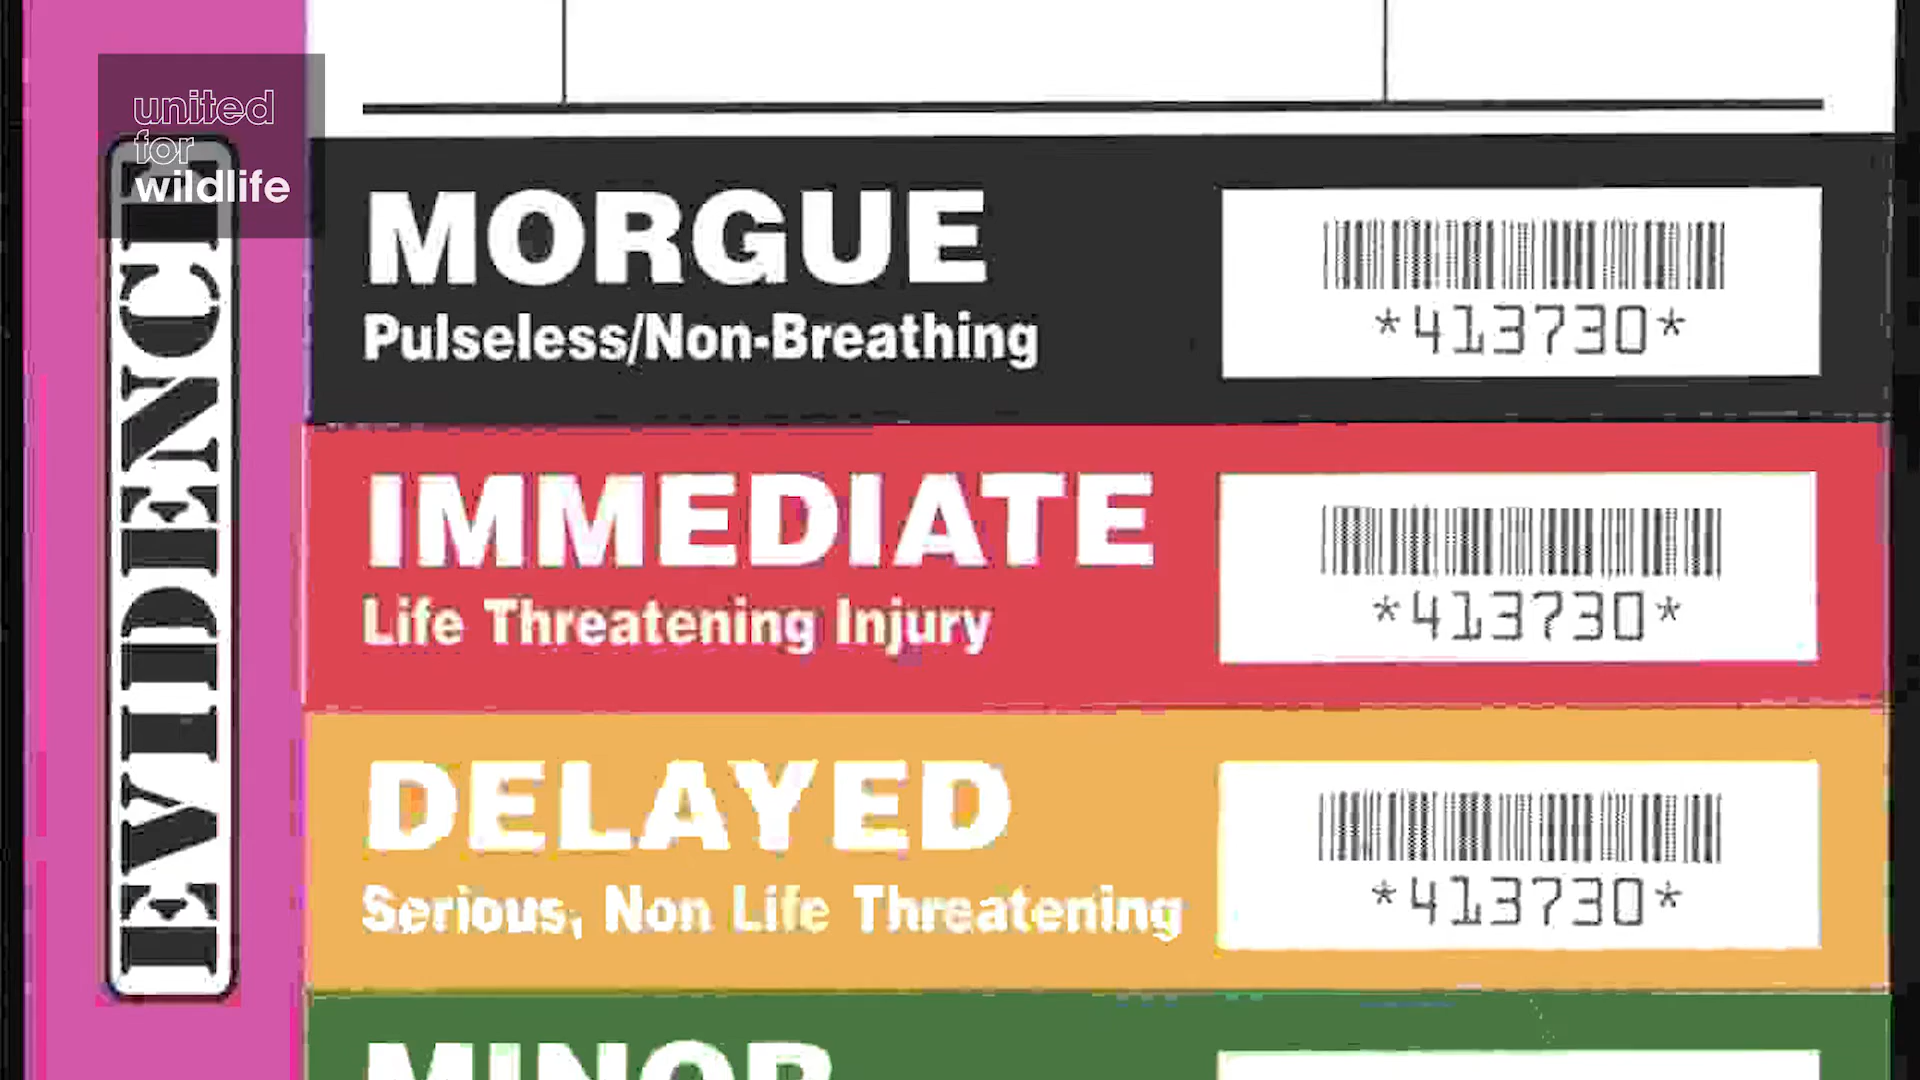 united
for
wildlife
EVIDENCE
MORGUE
Pulseless/Non-Breathing
*413730*
IMMEDIATE
Life Threatening Injury
*413730*
DELAYED
Serious, Non Life Threatening
*413730*
MINOR